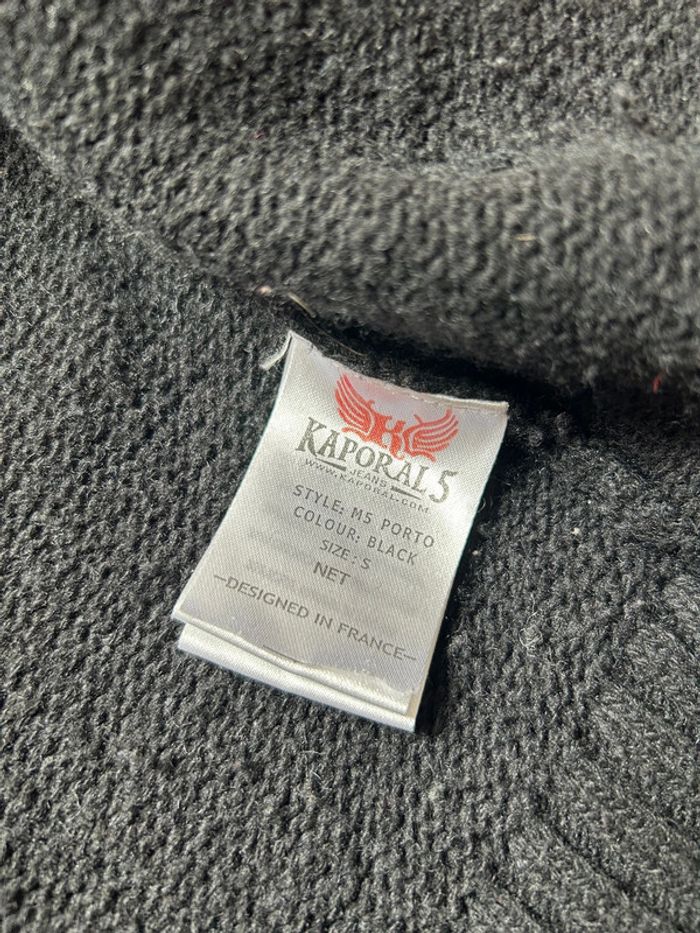 K
KAPORAL 5
JEANS
WWW.KAPORAL.COM
STYLE: M5 PORTO
COLOUR: BLACK
SIZE : S
NET
—DESIGNED IN FRANCE—